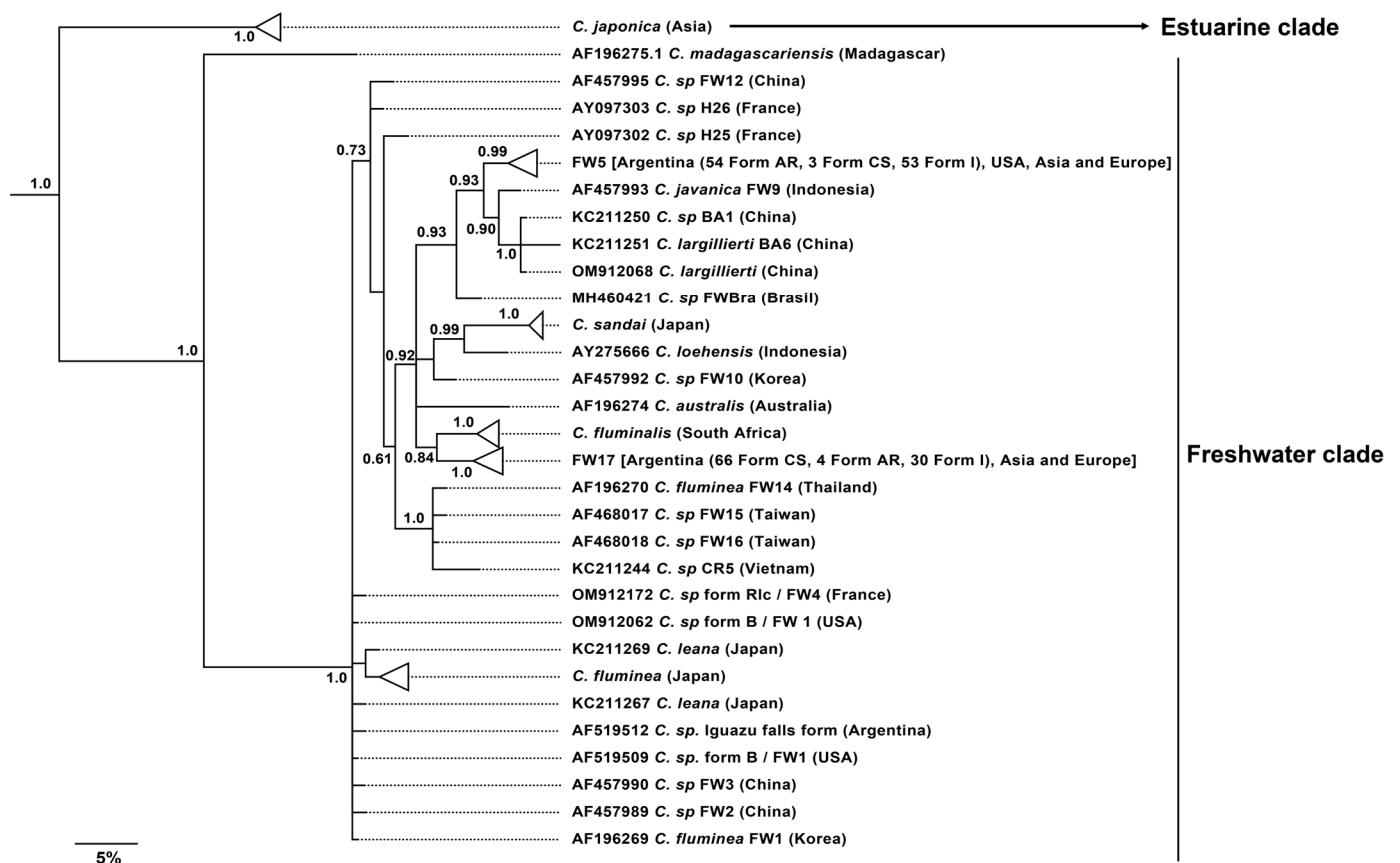 C. japonica (Asia)
Estuarine clade
1.0
AF196275.1 C. madagascariensis (Madagascar)
AF457995 C. sp FW12 (China)
AY097303 C. sp H26 (France)
AY097302 C. sp H25 (France)
0.73
0.99
FW5 [Argentina (54 Form AR, 3 Form CS, 53 Form I), USA, Asia and Europe]
1.0
0.93
AF457993 C. javanica FW9 (Indonesia)
KC211250 C. sp BA1 (China)
0.93
0.90
KC211251 C. largillierti BA6 (China)
1.0
OM912068 C. largillierti (China)
MH460421 C. sp FWBra (Brasil)
1.0
C. sandai (Japan)
0.99
1.0
0.92
AY275666 C. loehensis (Indonesia)
AF457992 C. sp FW10 (Korea)
AF196274 C. australis (Australia)
1.0
C. fluminalis (South Africa)
0.61
0.84
FW17 [Argentina (66 Form CS, 4 Form AR, 30 Form I), Asia and Europe]
Freshwater clade
1.0
AF196270 C. fluminea FW14 (Thailand)
1.0
AF468017 C. sp FW15 (Taiwan)
AF468018 C. sp FW16 (Taiwan)
KC211244 C. sp CR5 (Vietnam)
OM912172 C. sp form Rlc / FW4 (France)
OM912062 C. sp form B / FW 1 (USA)
KC211269 C. leana (Japan)
1.0
C. fluminea (Japan)
KC211267 C. leana (Japan)
AF519512 C. sp. Iguazu falls form (Argentina)
AF519509 C. sp. form B / FW1 (USA)
AF457990 C. sp FW3 (China)
AF457989 C. sp FW2 (China)
AF196269 C. fluminea FW1 (Korea)
5%